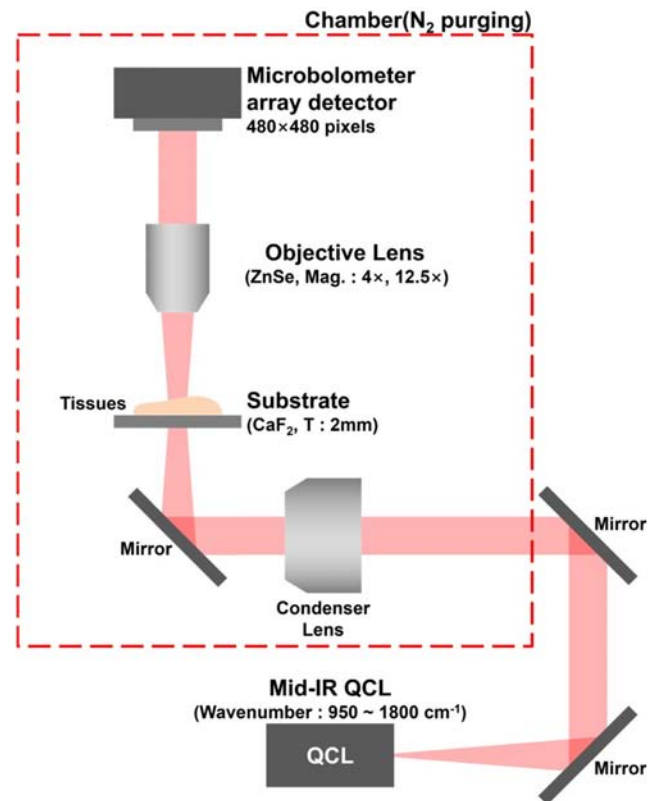 Chamber(N₂ purging)
Microbolometer
array detector
480×480 pixels
Objective Lens
(ZnSe, Mag. : 4×, 12.5×)
Tissues
Substrate
(CaF₂, T : 2mm)
Mirror
Mirror
Condenser
Lens
Mid-IR QCL
(Wavenumber : 950 ~ 1800 cm⁻¹)
QCL
Mirror